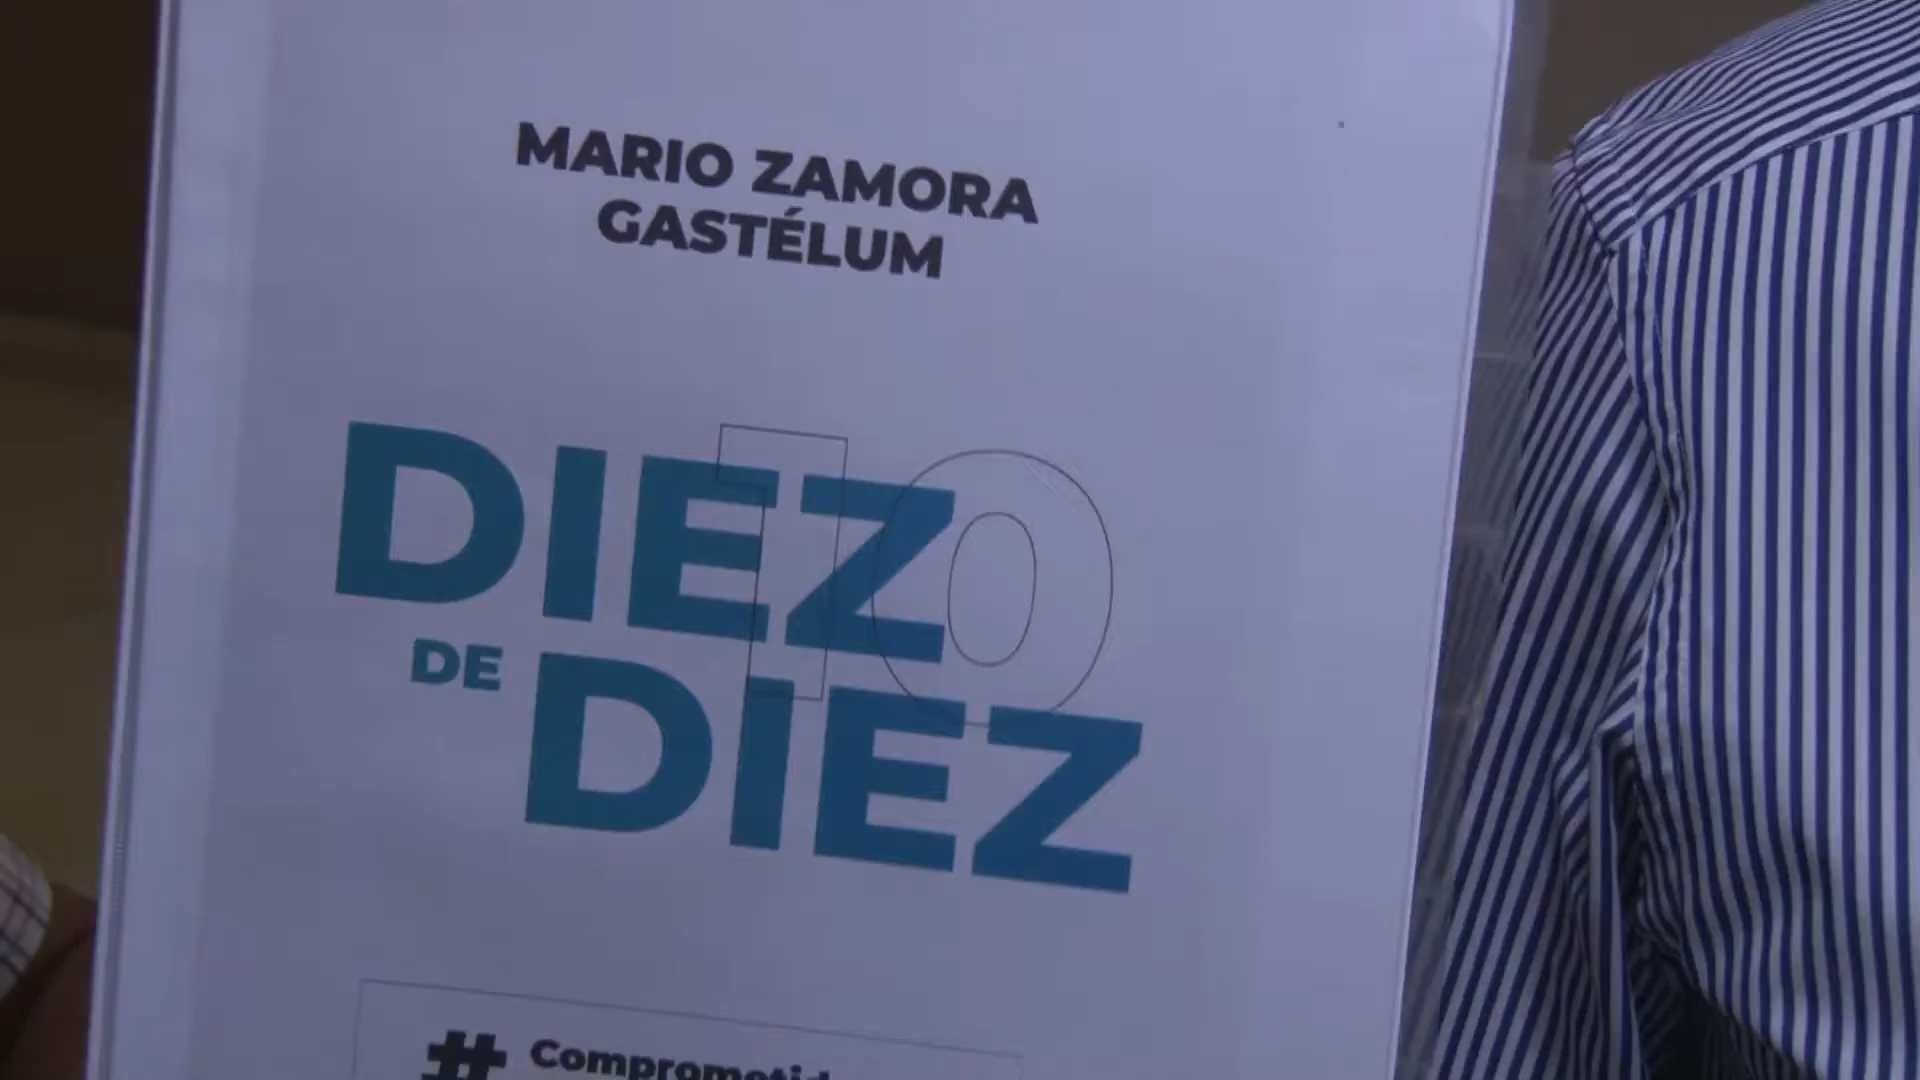 MARIO ZAMORA
GASTÉLUM
10
DIEZ
DE DIEZ
#